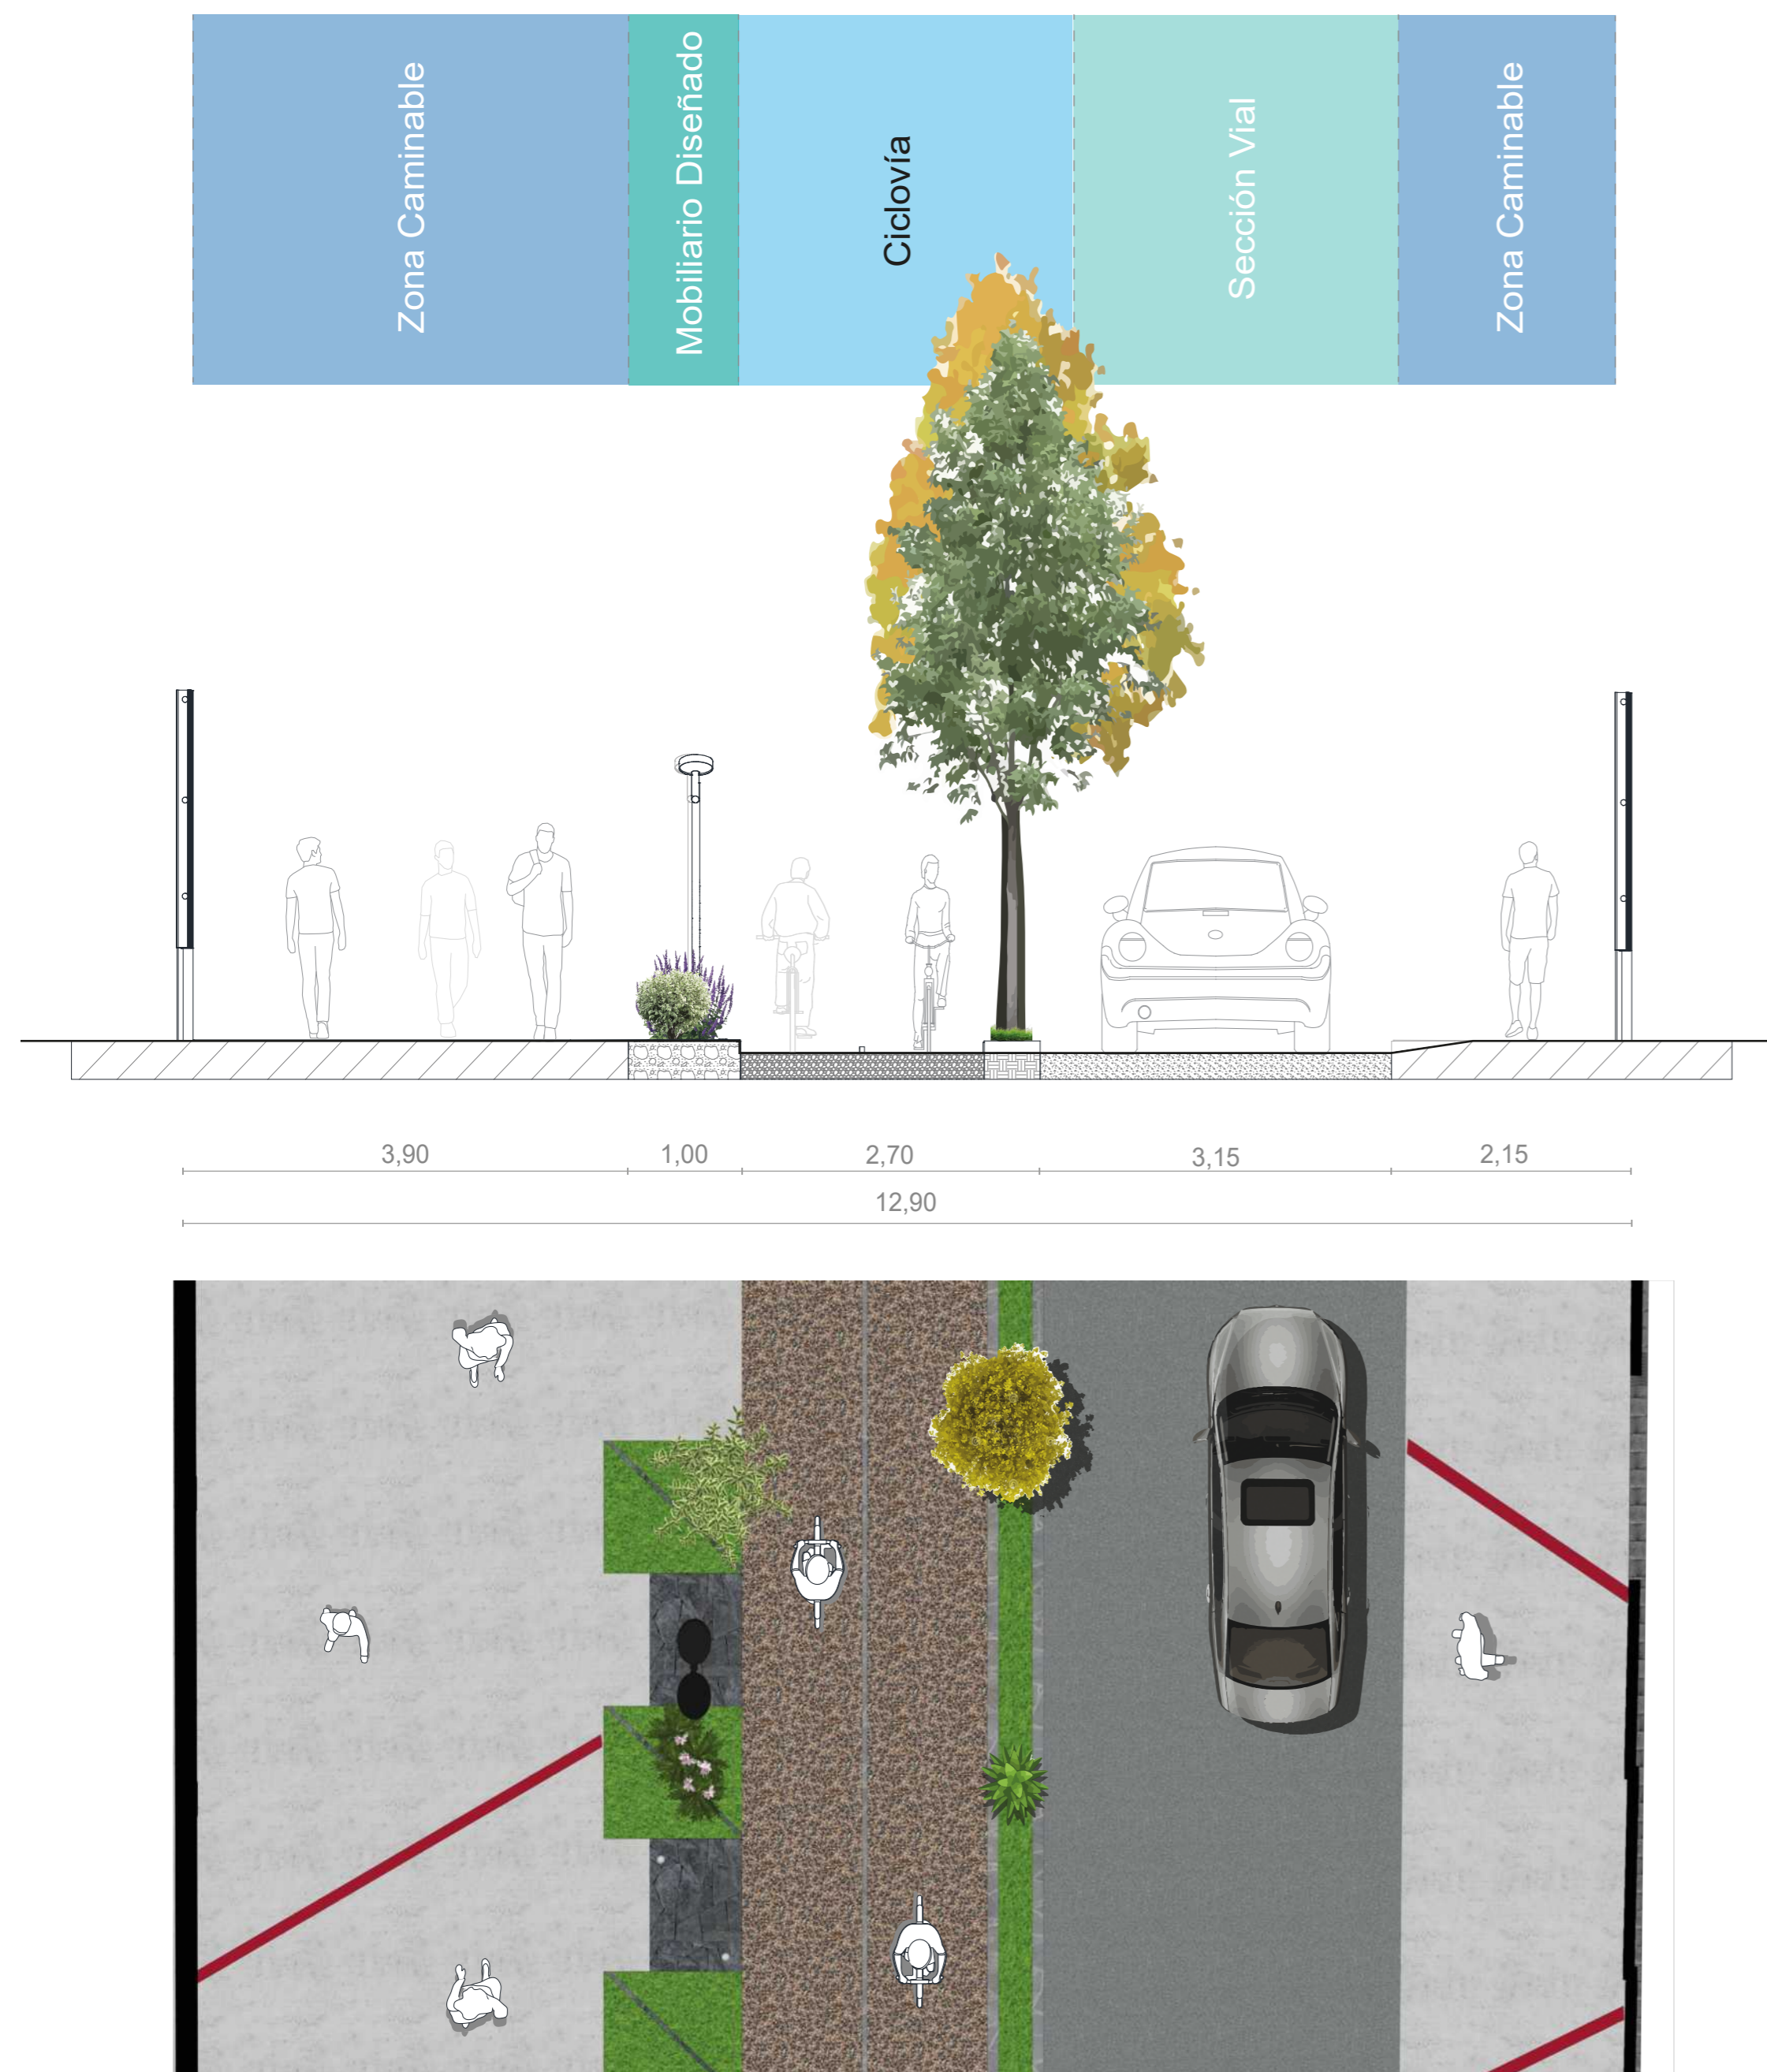 Zona Caminable
Mobiliario Diseñado
Ciclovía
Sección Vial
Zona Caminable
3,90
1,00
2,70
3,15
2,15
12,90